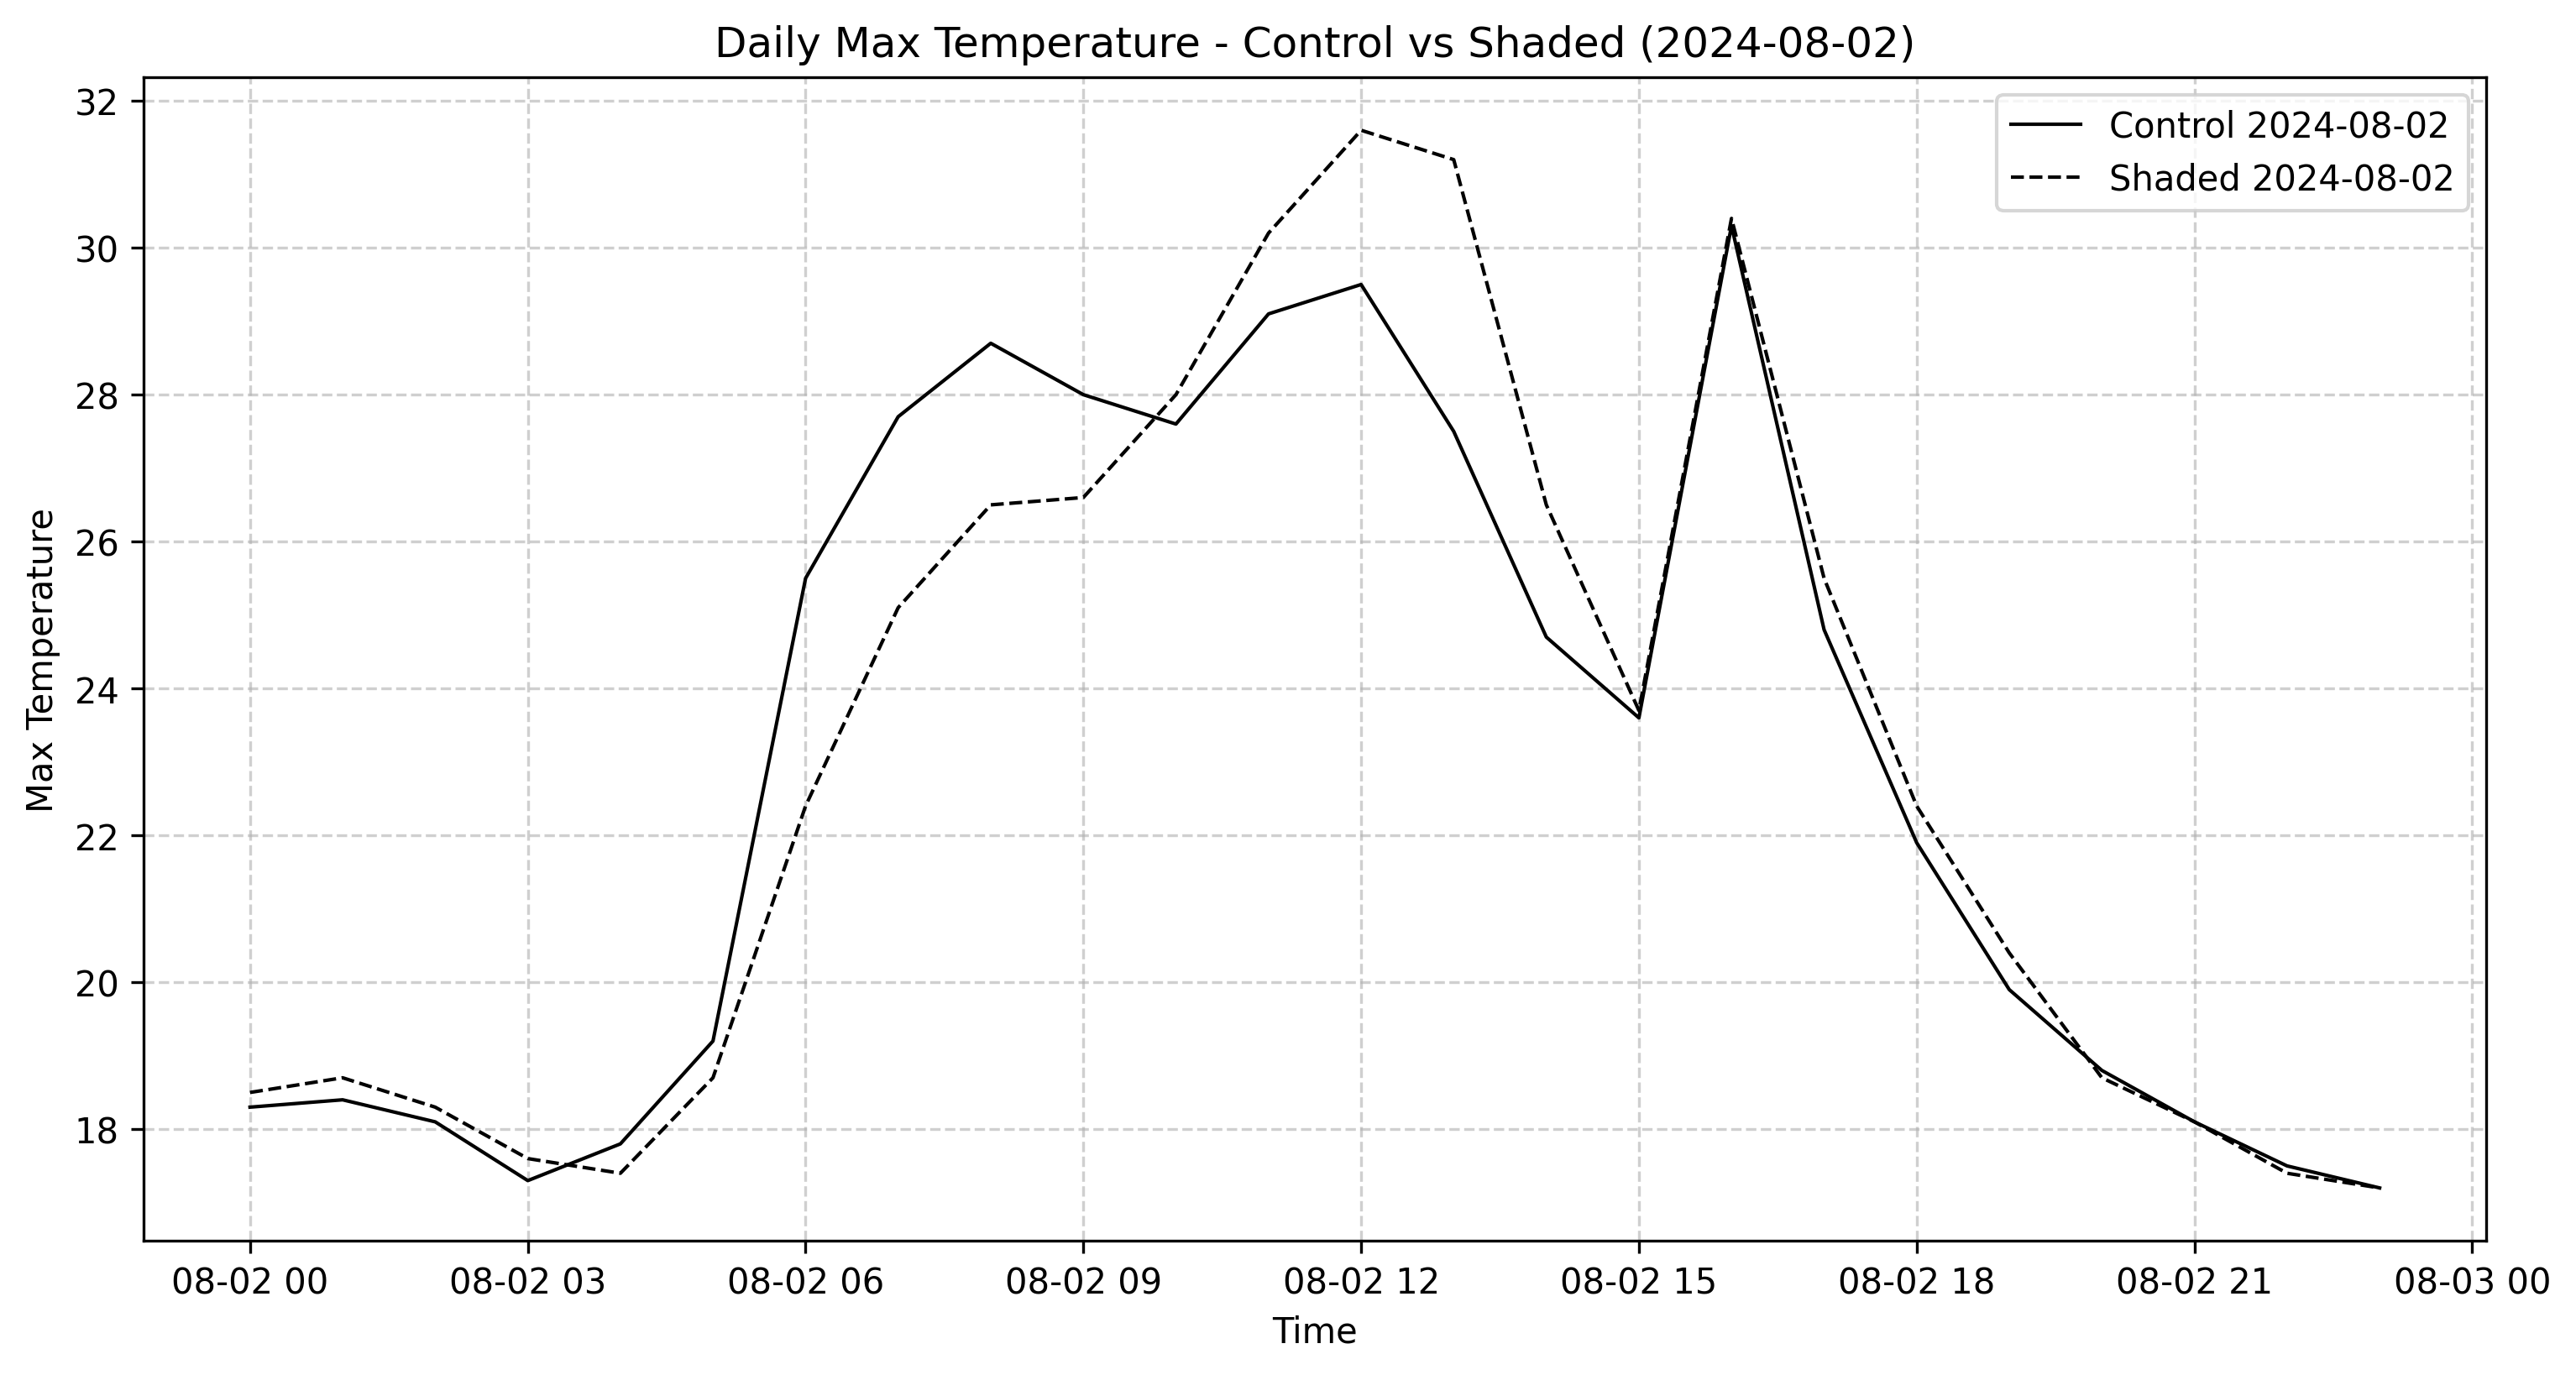 Daily Max Temperature - Control vs Shaded (2024-08-02)
Control 2024-08-02
Shaded 2024-08-02
Max Temperature
32
30
28
26
24
22
20
18
08-02 00 08-02 03 08-02 06 08-02 09 08-02 12 08-02 15 08-02 18 08-02 21 08-03 00
Time